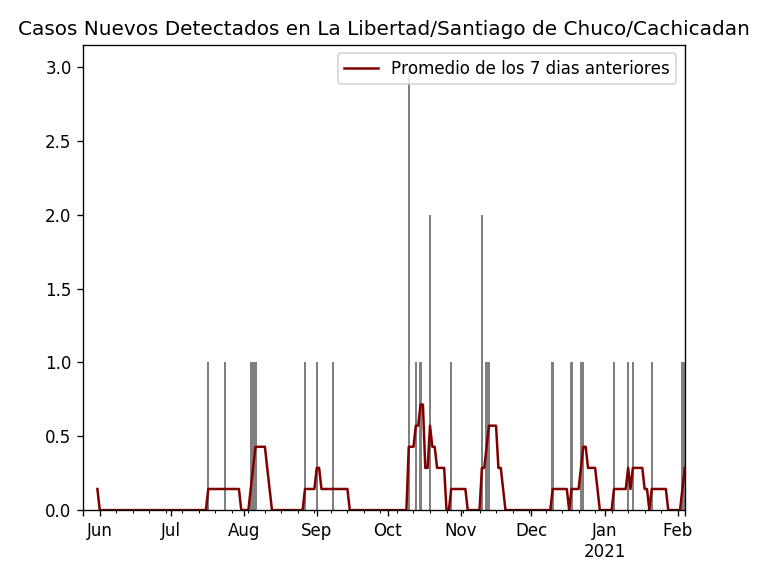 Casos Nuevos Detectados en La Libertad/Santiago de Chuco/Cachicadan
Promedio de los 7 dias anteriores
3.0
2.5
2.0
1.5
1.0
0.5
0.0
Jun Jul Aug Sep Oct Nov Dec Jan Feb
2021